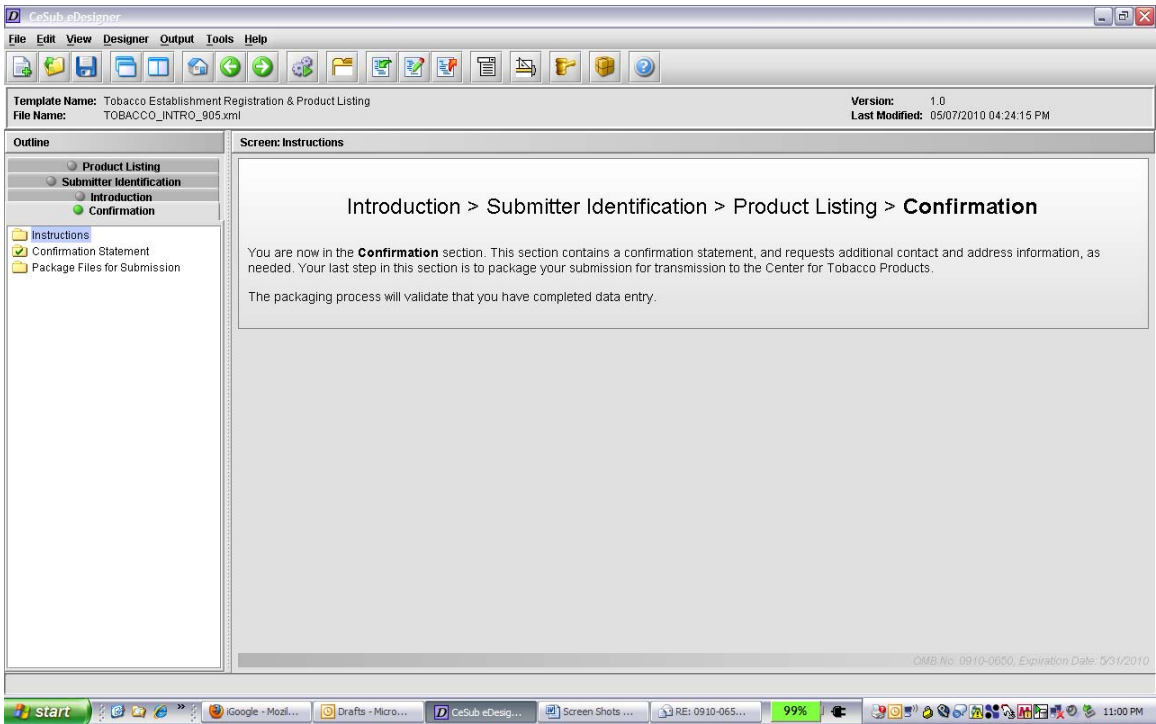 CeSub eDesigner
File Edit View Designer Output Tools Help
Template Name: Tobacco Establishment Registration & Product Listing
Version: 1.0
File Name: TOBACCO_INTRO_905.xml
Last Modified: 05/07/2010 04:24:15 PM
Outline
Screen: Instructions
Product Listing
Submitter Identification
Introduction
Confirmation
Instructions
Confirmation Statement
Package Files for Submission
Introduction > Submitter Identification > Product Listing > Confirmation
You are now in the Confirmation section. This section contains a confirmation statement, and requests additional contact and address information, as
needed. Your last step in this section is to package your submission for transmission to the Center for Tobacco Products.
The packaging process will validate that you have completed data entry.
OMB No. 0910-0650, Expiration Date: 5/31/2010
start
iGoogle - Mozil...
Drafts - Micro...
CeSub eDesig...
Screen Shots ...
RE: 0910-065...
99%
11:00 PM